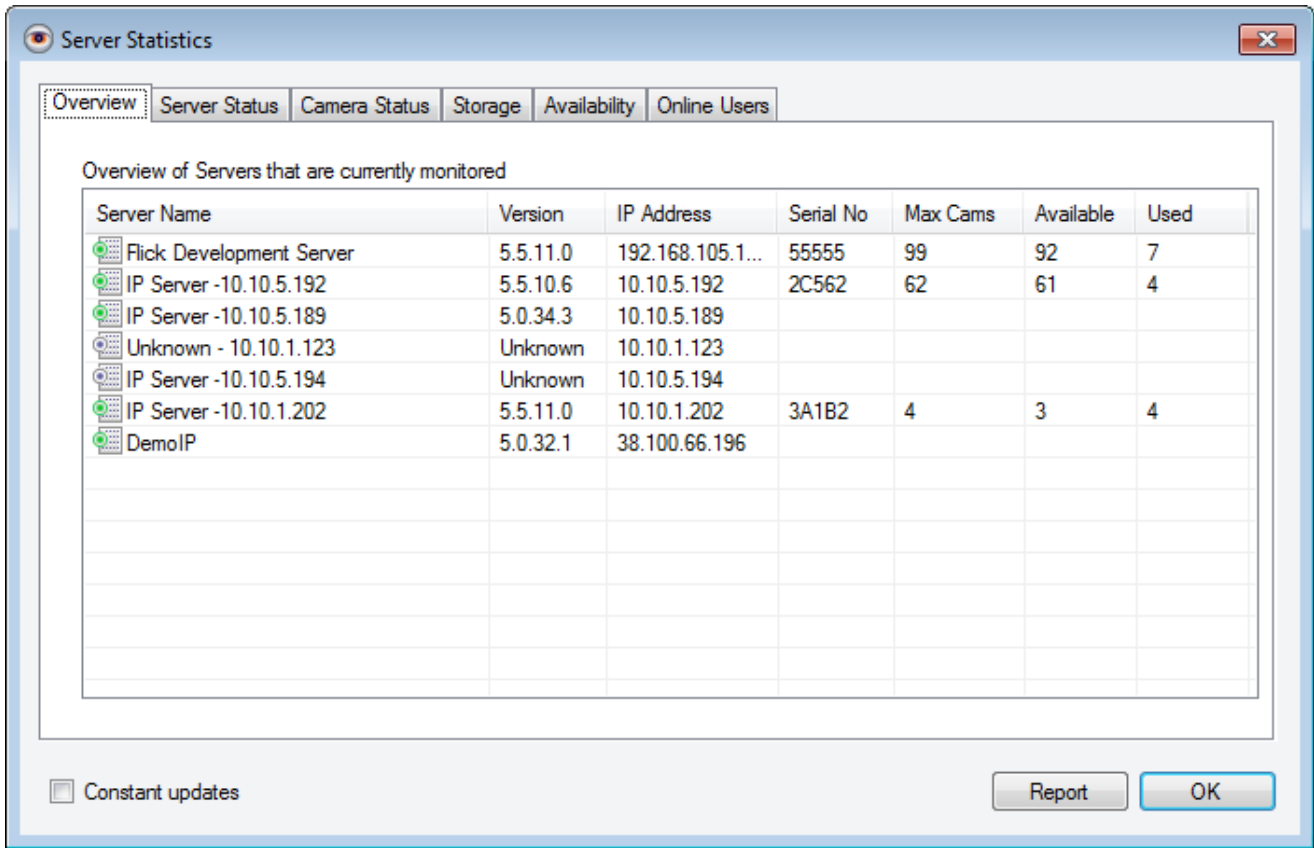 Server Statistics
Overview Server Status Camera Status Storage Availability Online Users
Overview of Servers that are currently monitored
Server Name Version IP Address Serial No Max Cams Available Used
Flick Development Server 5.5.11.0 192.168.105.1... 55555 99 92 7
IP Server -10.10.5.192 5.5.10.6 10.10.5.192 2C562 62 61 4
IP Server -10.10.5.189 5.0.34.3 10.10.5.189
Unknown - 10.10.1.123 Unknown 10.10.1.123
IP Server -10.10.5.194 Unknown 10.10.5.194
IP Server -10.10.1.202 5.5.11.0 10.10.1.202 3A1B2 4 3 4
DemoIP 5.0.32.1 38.100.66.196
Constant updates Report OK